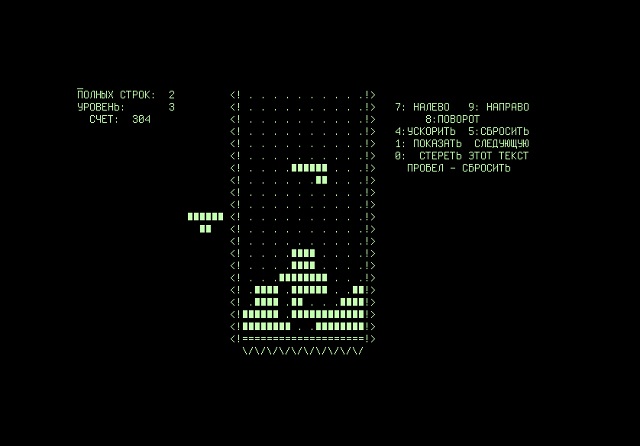 ПОЛНЫХ СТРОК: 2
УРОВЕНЬ: 3
СЧЕТ: 304
7: НАЛЕВО 9: НАПРАВО
8:ПОВОРОТ
4:УСКОРИТЬ 5:СБРОСИТЬ
1: ПОКАЗАТЬ СЛЕДУЮЩУЮ
0: СТЕРЕТЬ ЭТОТ ТЕКСТ
ПРОБЕЛ - СБРОСИТЬ